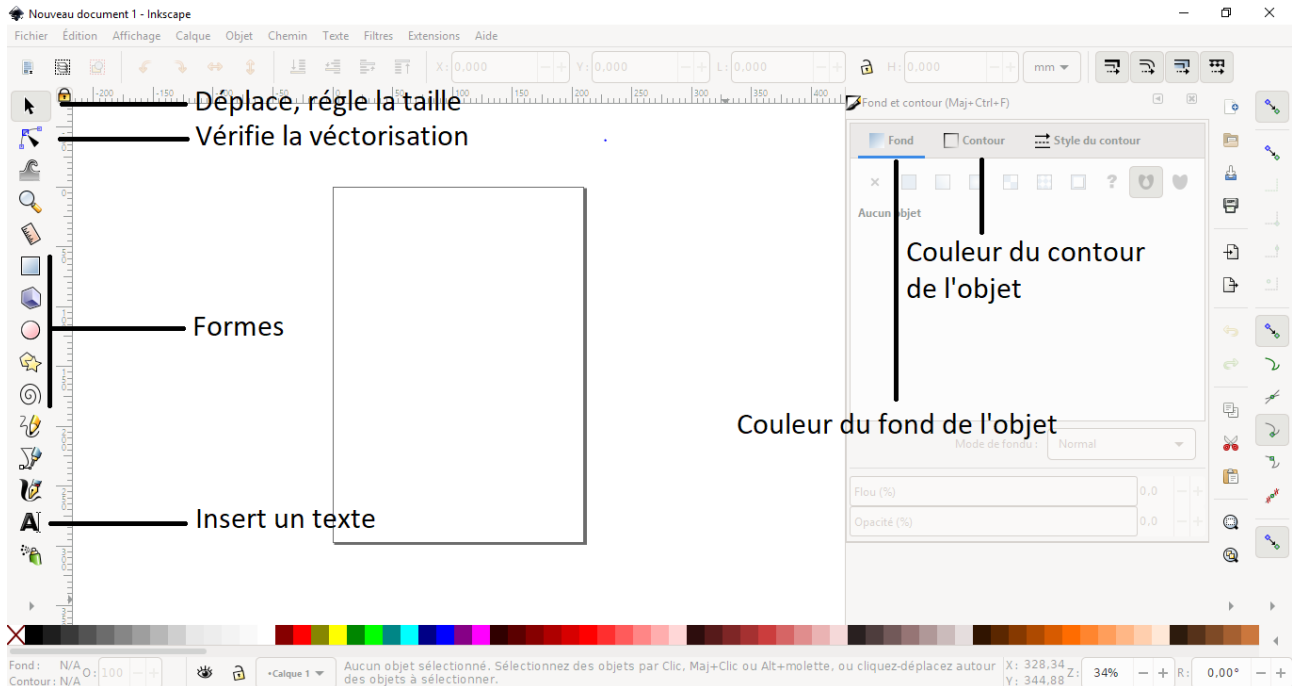 Nouveau document 1 - Inkscape
Fichier Édition Affichage Calque Objet Chemin Texte Filtres Extensions Aide
X: 0,000 Y: 0,000 L: 0,000 H: 0,000 mm
Déplace, régle la taille
Vérifie la véctorisation
Fond et contour (Maj+Ctrl+F)
Fond Contour Style du contour
Aucun objet
Couleur du contour
de l'objet
Formes
Couleur du fond de l'objet
Mode de fondu : Normal
Flou (%) 0,0
Opacité (%) 0,0
Insert un texte
Fond : N/A O: 100 •Calque 1 Aucun objet sélectionné. Sélectionnez des objets par Clic, Maj+Clic ou Alt+molette, ou cliquez-déplacez autour X: 328,34 Z: 34% R: 0,00°
Contour : N/A des objets à sélectionner. Y: 344,88